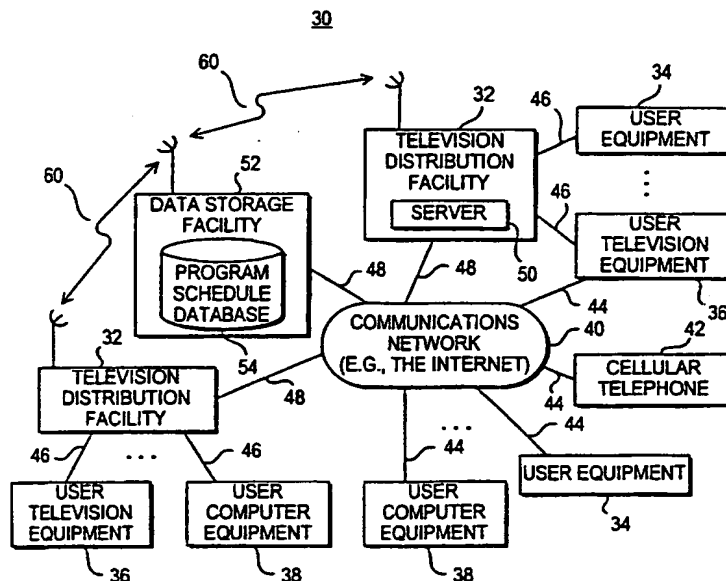 30
60
60
32
TELEVISION
DISTRIBUTION
FACILITY
SERVER
50
46
34
USER
EQUIPMENT
...
46
USER
TELEVISION
EQUIPMENT
36
52
DATA STORAGE
FACILITY
PROGRAM
SCHEDULE
DATABASE
54
48
48
44
COMMUNICATIONS
NETWORK
(E.G., THE INTERNET)
40
42
CELLULAR
TELEPHONE
44
32
TELEVISION
DISTRIBUTION
FACILITY
48
46
...
46
44
...
44
USER
TELEVISION
EQUIPMENT
36
USER
COMPUTER
EQUIPMENT
38
USER
COMPUTER
EQUIPMENT
38
USER EQUIPMENT
34